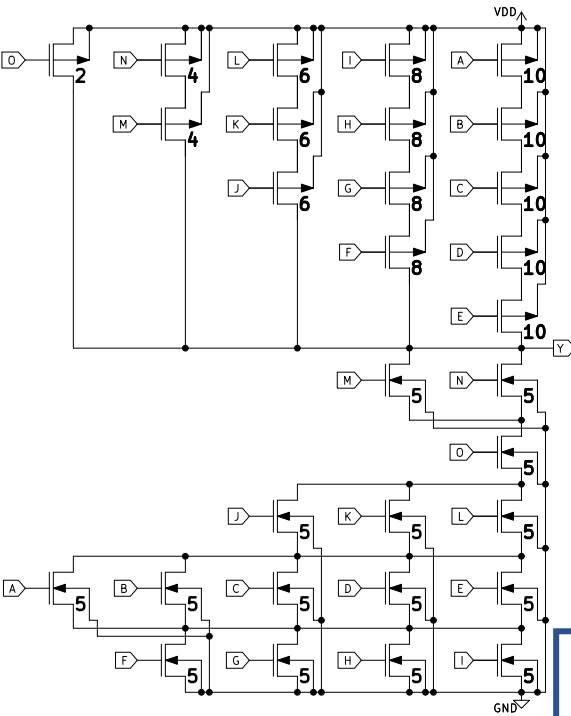 VDD
O N L I A
2 4 6 8 10
M K H B
4 6 8 10
J G C
6 8 10
F D
8 10
E
10
Y
M N
5 5
O
5
J K L
5 5 5
A B C D E
5 5 5 5 5
F G H I
5 5 5 5
GND